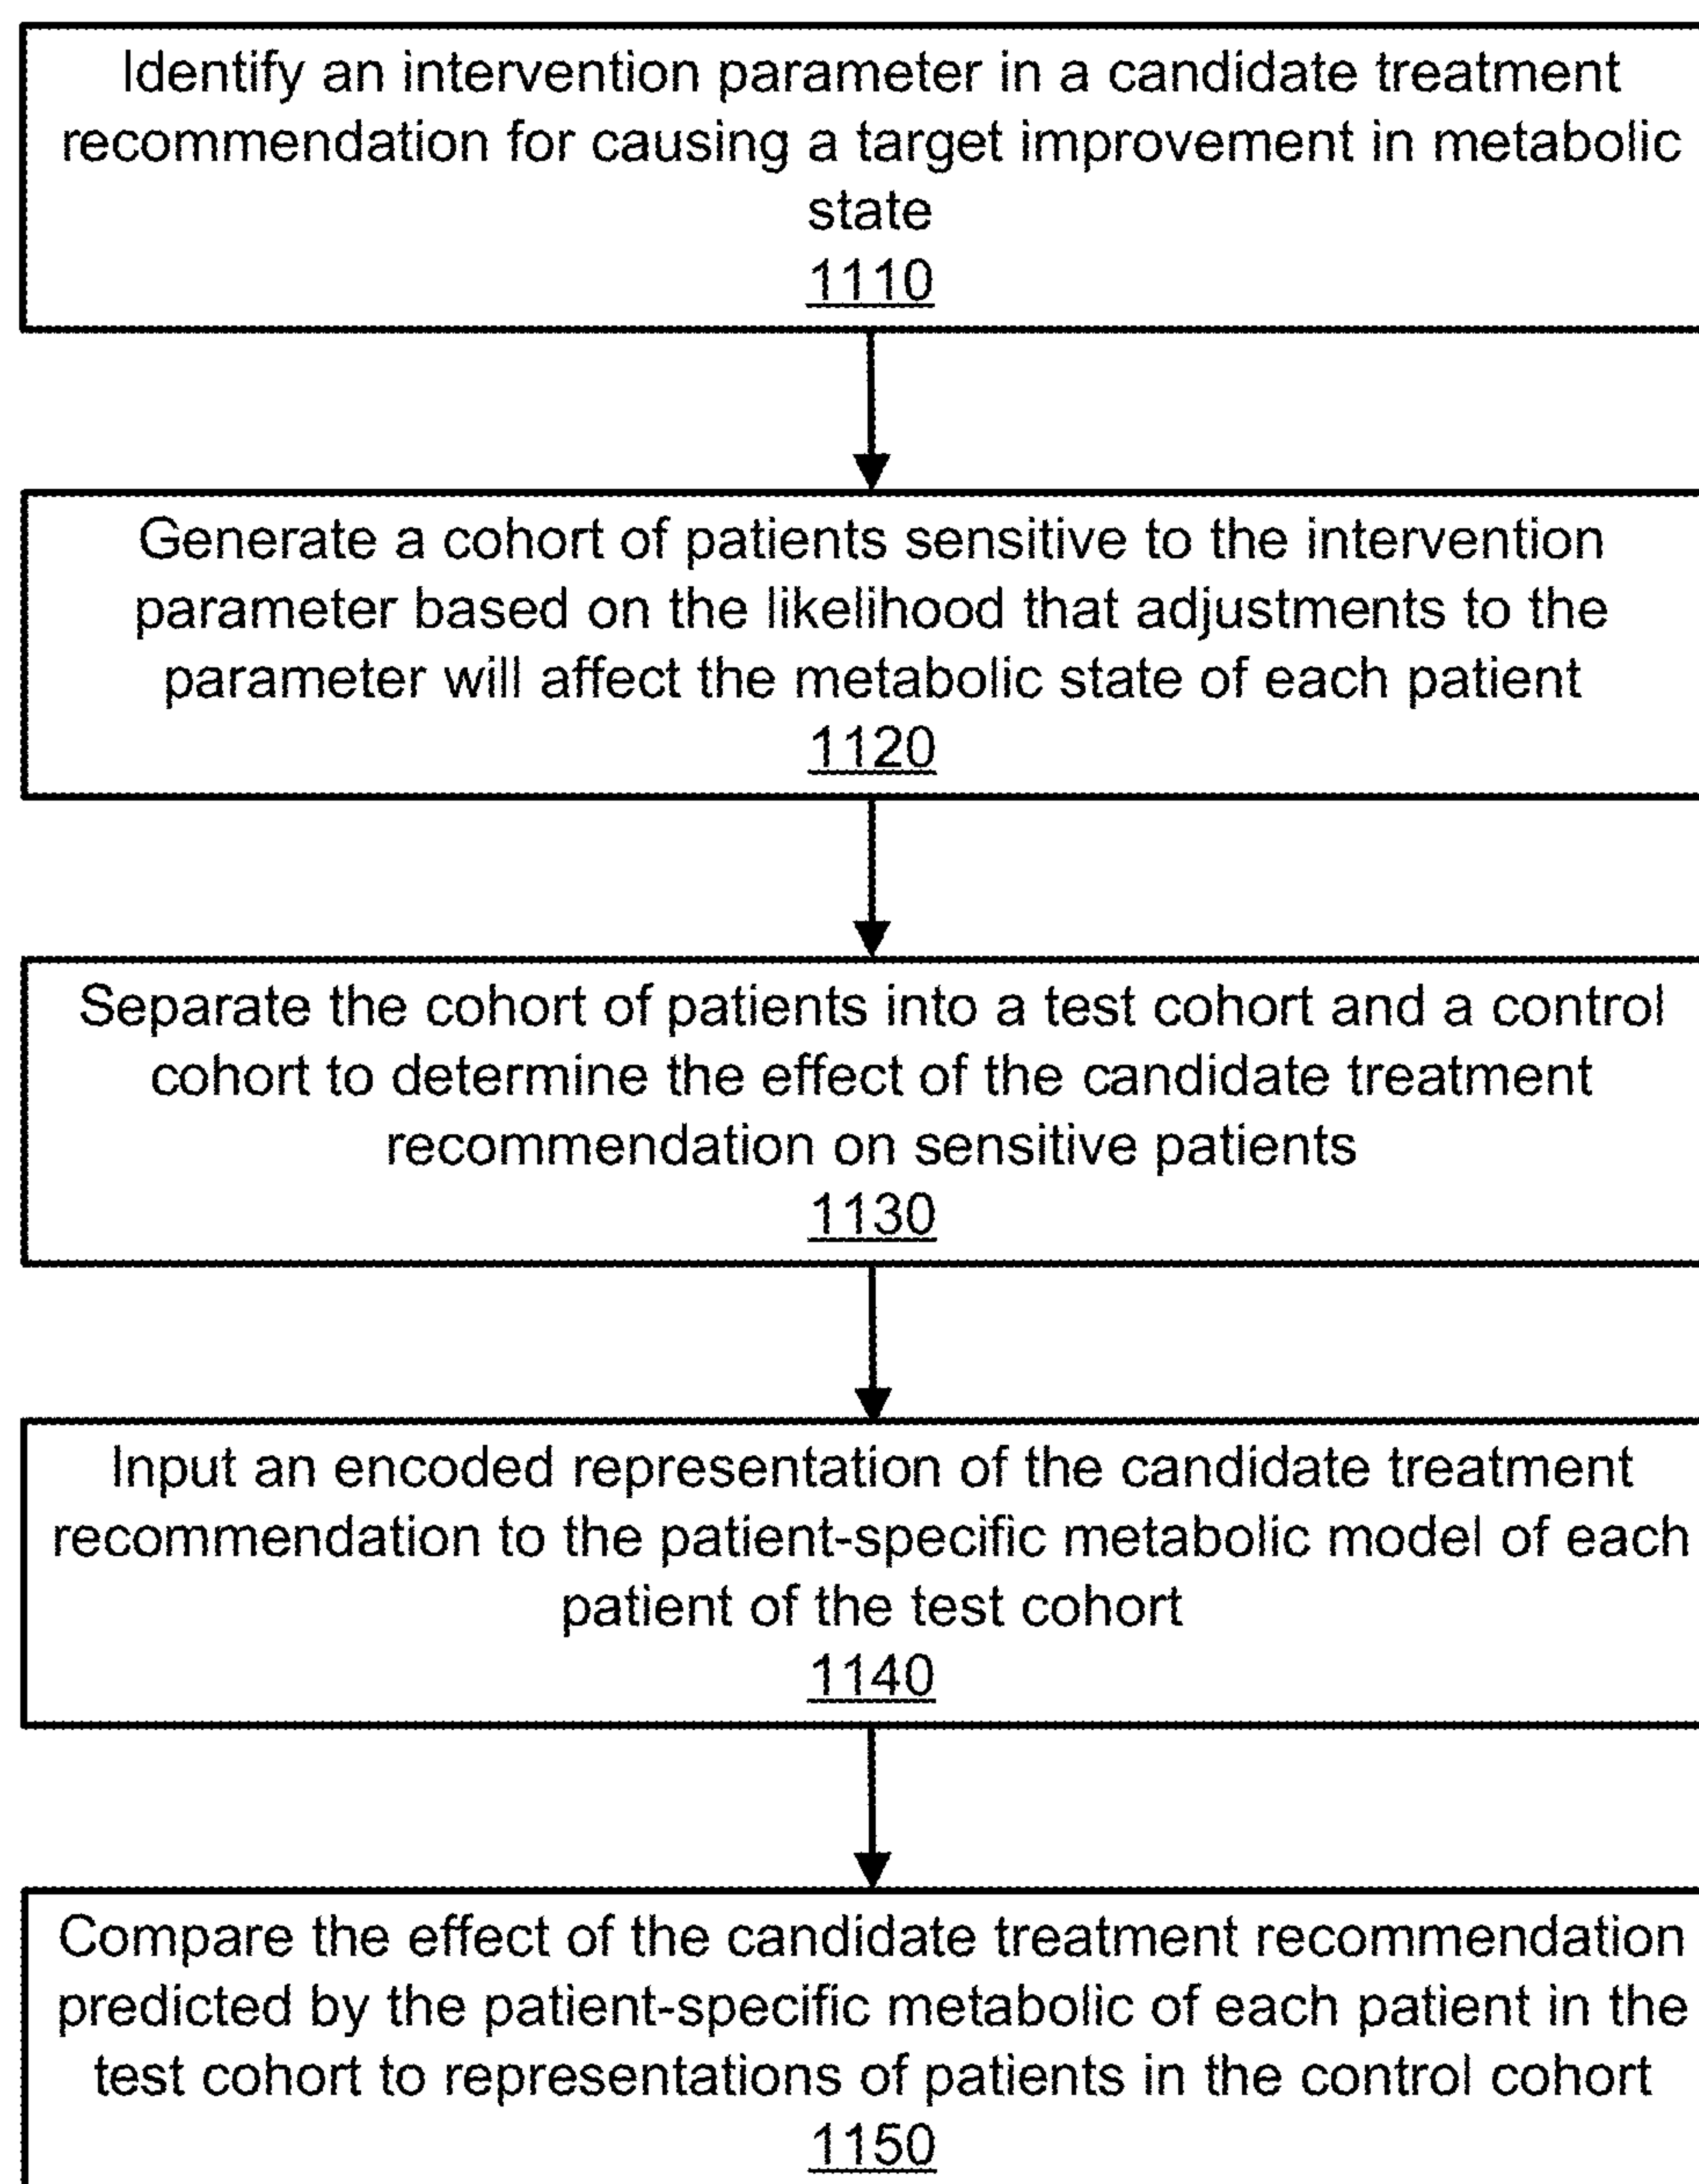 Identify an intervention parameter in a candidate treatment
recommendation for causing a target improvement in metabolic
state
1110
Generate a cohort of patients sensitive to the intervention
parameter based on the likelihood that adjustments to the
parameter will affect the metabolic state of each patient
1120
Separate the cohort of patients into a test cohort and a control
cohort to determine the effect of the candidate treatment
recommendation on sensitive patients
1130
Input an encoded representation of the candidate treatment
recommendation to the patient-specific metabolic model of each
patient of the test cohort
1140
Compare the effect of the candidate treatment recommendation
predicted by the patient-specific metabolic of each patient in the
test cohort to representations of patients in the control cohort
1150